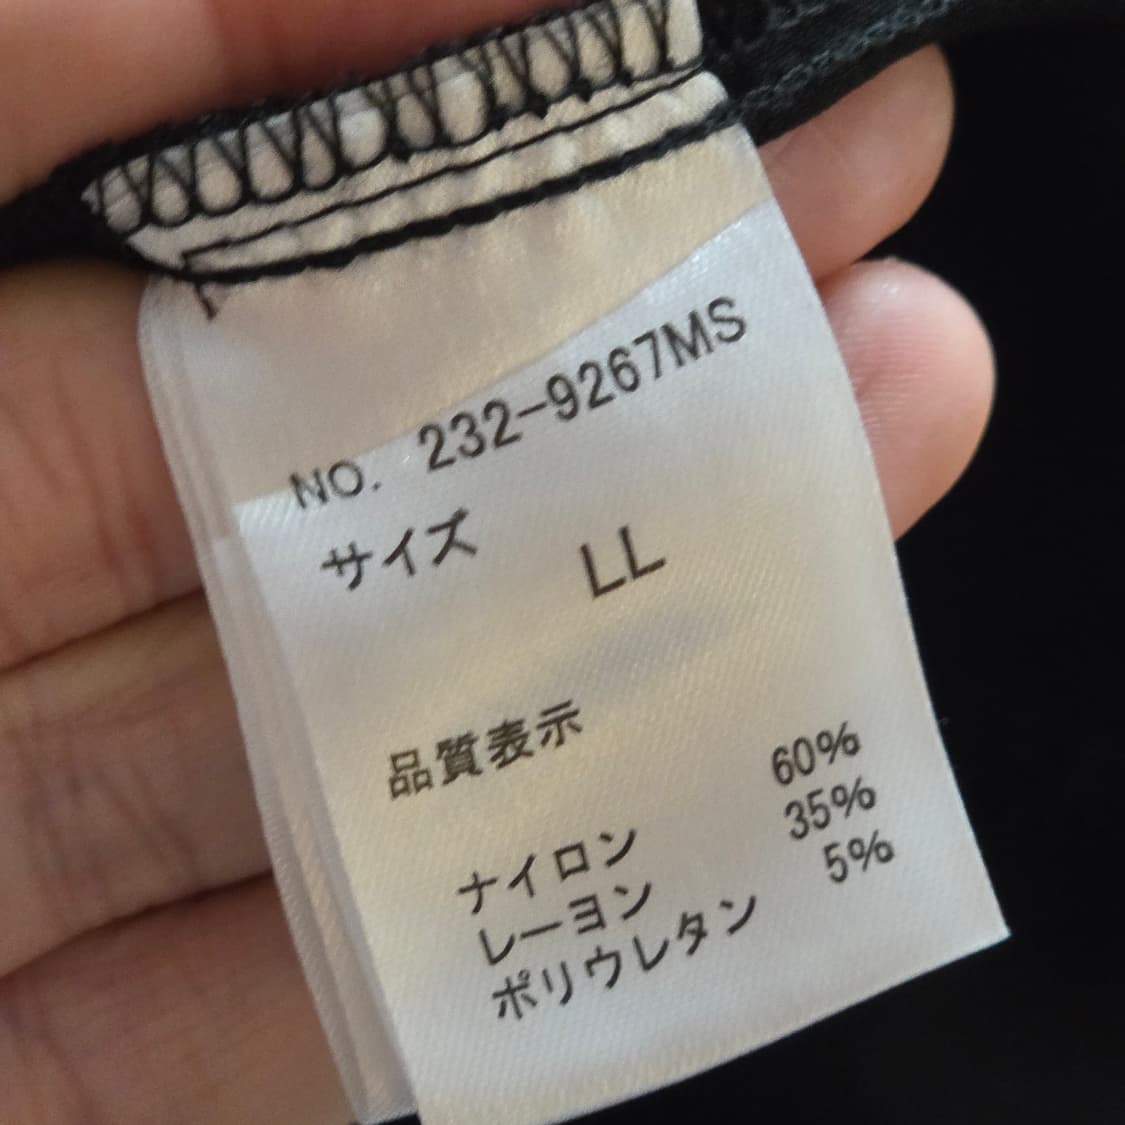 NO. 232-9267MS
サイズ LL
品質表示
ナイロン 60%
レーヨン 35%
ポリウレタン 5%